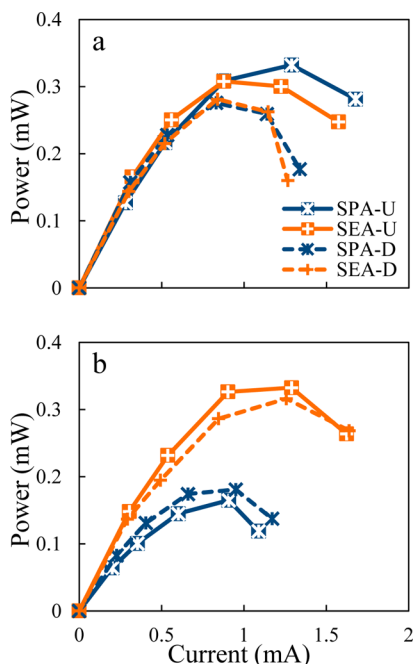 a
0.4
0.3
0.2
0.1
0
Power (mW)
SPA-U
SEA-U
SPA-D
SEA-D
b
0.4
0.3
0.2
0.1
0
Power (mW)
0 0.5 1 1.5 2
Current (mA)